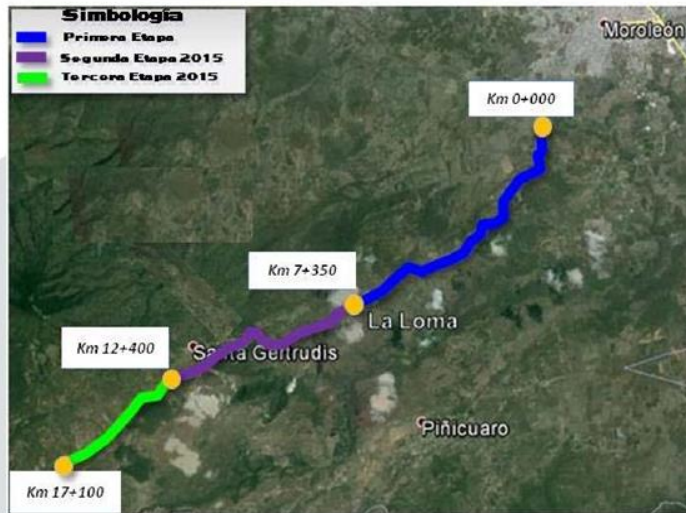 Simbología
Primera Etapa
Segunda Etapa 2015
Tercera Etapa 2015
Moroleón
Km 0+000
Km 7+350
La Loma
Km 12+400
Santa Gertrudis
Piñicuaro
Km 17+100